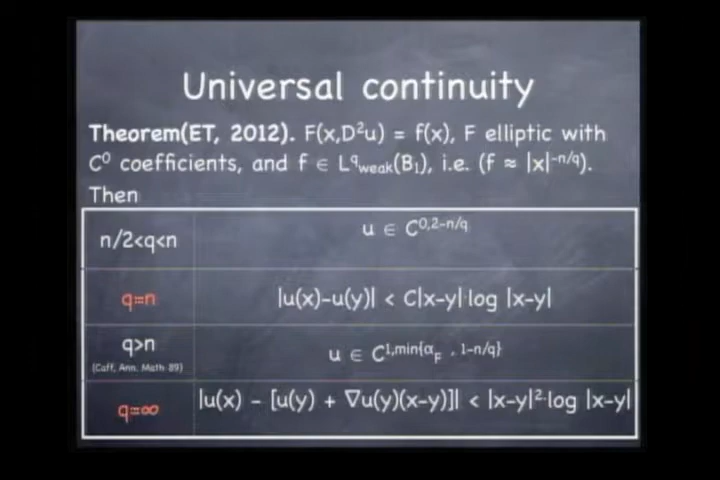 Universal continuity
Theorem(ET, 2012). F(x,D²u) = f(x), F elliptic with
C⁰ coefficients, and f ∈ L^q_weak(B₁), i.e. (f ≈ |x|^-n/q).
Then
n/2<q<n
u ∈ C^0,2-n/q
q=n
|u(x)-u(y)| < C|x-y|·log |x-y|
q>n
(Caff, Ann. Math 89)
u ∈ C^1,min{α_F , 1-n/q}
q=∞
|u(x) - [u(y) + ∇u(y)(x-y)]| < |x-y|²·log |x-y|